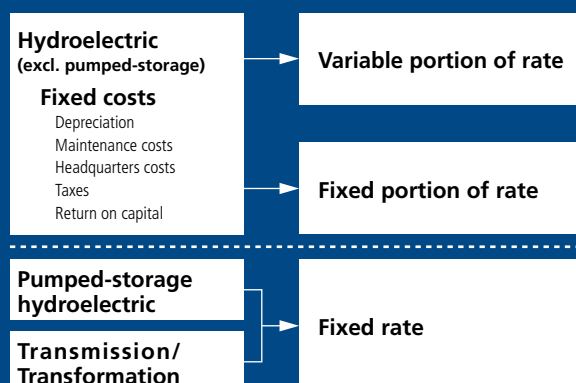 Hydroelectric
(excl. pumped-storage)
Fixed costs
Depreciation
Maintenance costs
Headquarters costs
Taxes
Return on capital
Variable portion of rate
Fixed portion of rate
Pumped-storage
hydroelectric
Transmission/
Transformation
Fixed rate